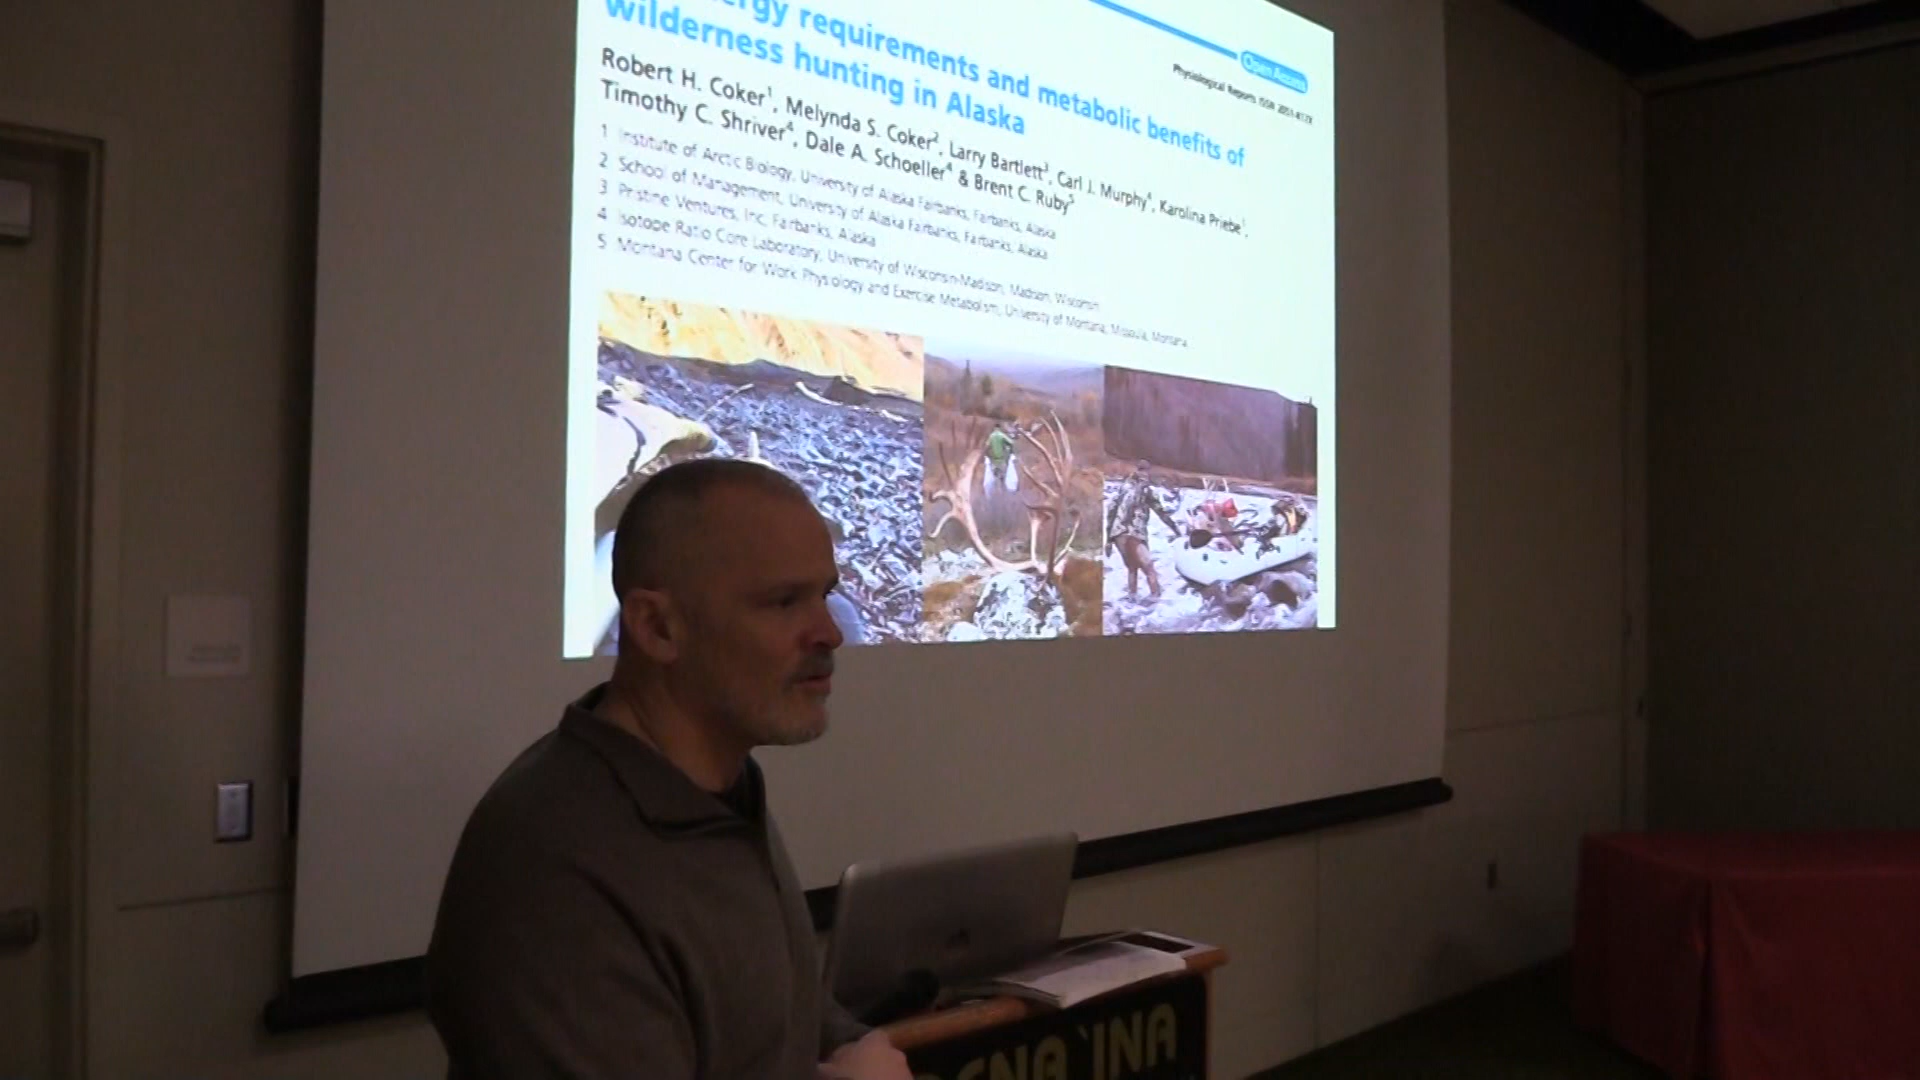 Open Access
Physiological Reports ISSN 2051-817X
requirements and metabolic benefits of
wilderness hunting in Alaska
Robert H. Coker1, Melynda S. Coker2, Larry Bartlett3, Carl J. Murphy4, Karolina Priebe1,
Timothy C. Shriver4, Dale A. Schoeller4 & Brent C. Ruby5
1 Institute of Arctic Biology, University of Alaska Fairbanks, Fairbanks, Alaska
2 School of Management, University of Alaska Fairbanks, Fairbanks, Alaska
3 Pristine Ventures, Inc, Fairbanks, Alaska
4 Isotope Ratio Core Laboratory, University of Wisconsin-Madison, Madison, Wisconsin
5 Montana Center for Work Physiology and Exercise Metabolism, University of Montana, Missoula, Montana
ENA 'INA